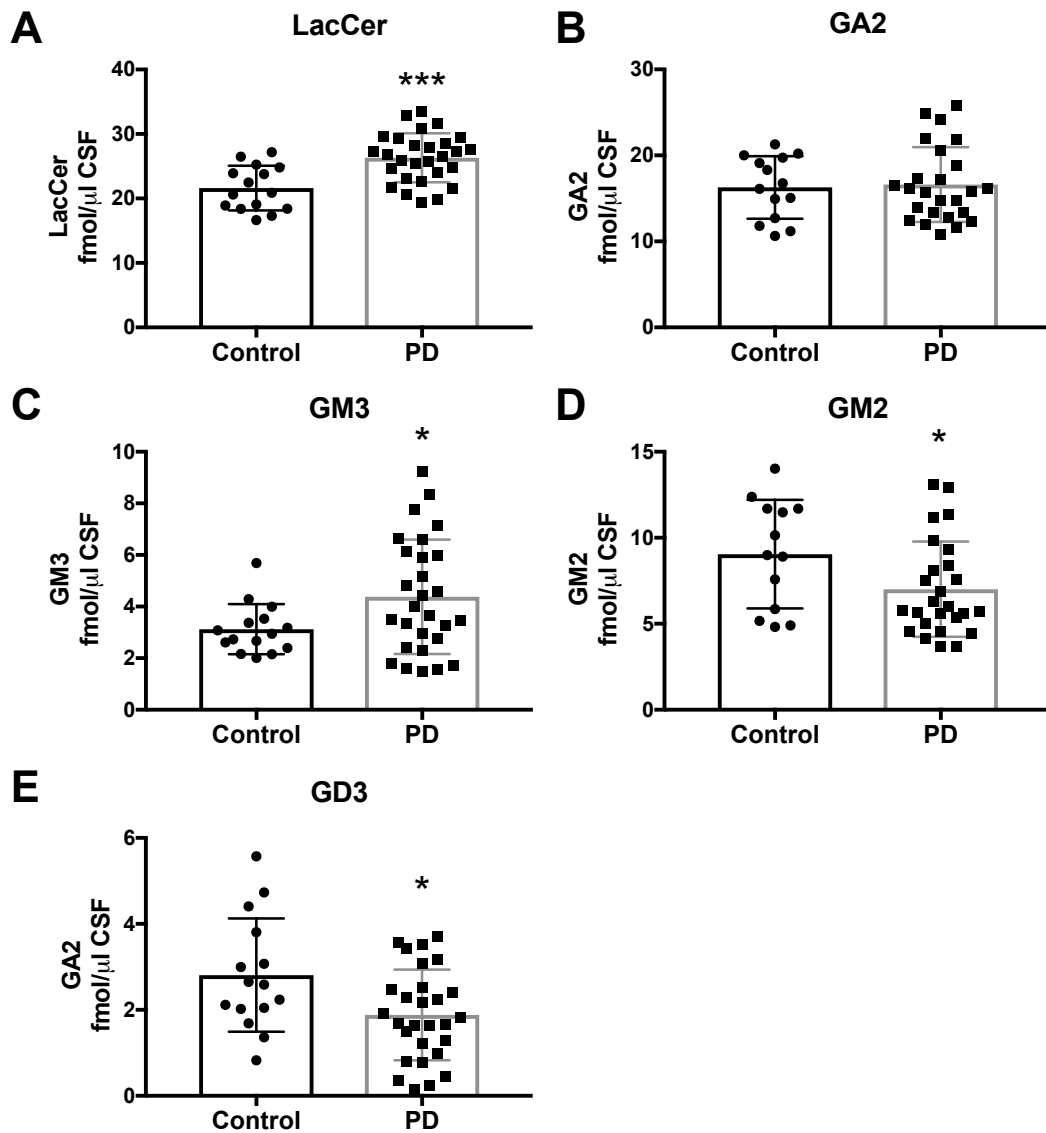 A
LacCer
LacCer
fmol/μl CSF
40
30
20
10
0
***
Control
PD
B
GA2
GA2
fmol/μl CSF
30
20
10
0
Control
PD
C
GM3
GM3
fmol/μl CSF
10
8
6
4
2
0
*
Control
PD
D
GM2
GM2
fmol/μl CSF
15
10
5
0
*
Control
PD
E
GD3
GA2
fmol/μl CSF
6
4
2
0
*
Control
PD